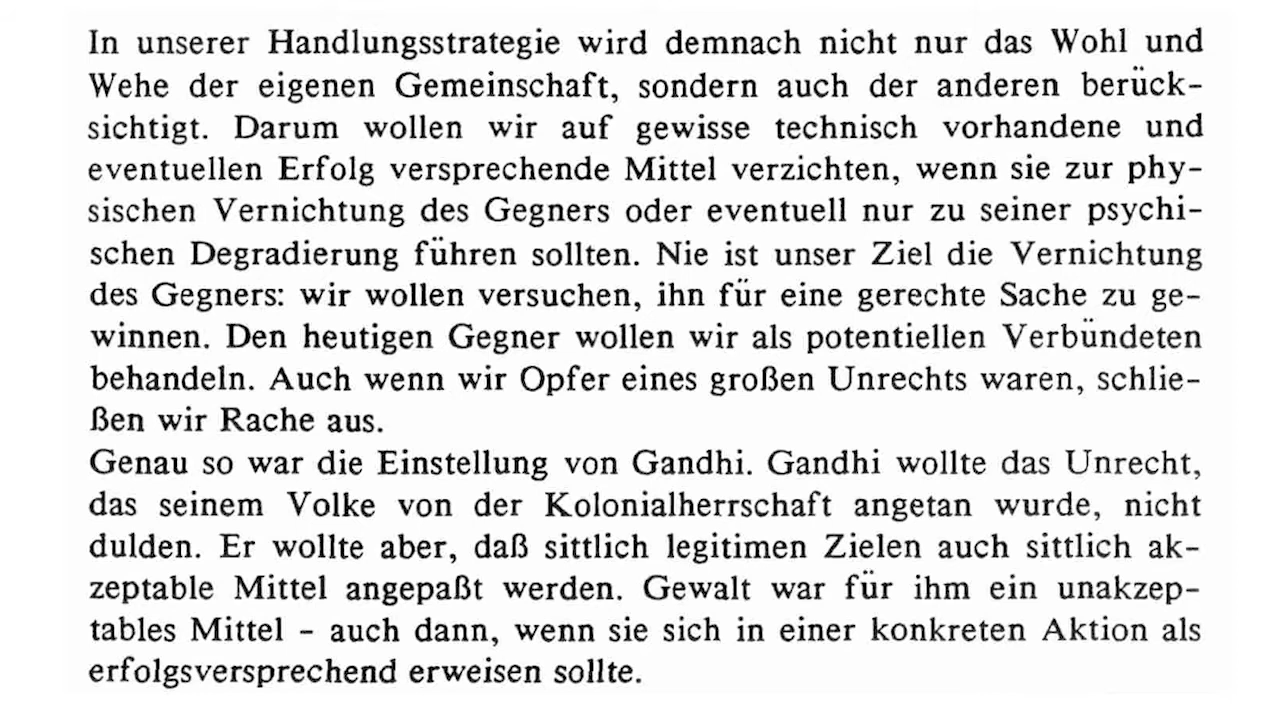 In unserer Handlungsstrategie wird demnach nicht nur das Wohl und
Wehe der eigenen Gemeinschaft, sondern auch der anderen berück-
sichtigt. Darum wollen wir auf gewisse technisch vorhandene und
eventuellen Erfolg versprechende Mittel verzichten, wenn sie zur phy-
sischen Vernichtung des Gegners oder eventuell nur zu seiner psychi-
schen Degradierung führen sollten. Nie ist unser Ziel die Vernichtung
des Gegners: wir wollen versuchen, ihn für eine gerechte Sache zu ge-
winnen. Den heutigen Gegner wollen wir als potentiellen Verbündeten
behandeln. Auch wenn wir Opfer eines großen Unrechts waren, schlie-
ßen wir Rache aus.
Genau so war die Einstellung von Gandhi. Gandhi wollte das Unrecht,
das seinem Volke von der Kolonialherrschaft angetan wurde, nicht
dulden. Er wollte aber, daß sittlich legitimen Zielen auch sittlich ak-
zeptable Mittel angepaßt werden. Gewalt war für ihm ein unakzep-
tables Mittel - auch dann, wenn sie sich in einer konkreten Aktion als
erfolgsversprechend erweisen sollte.